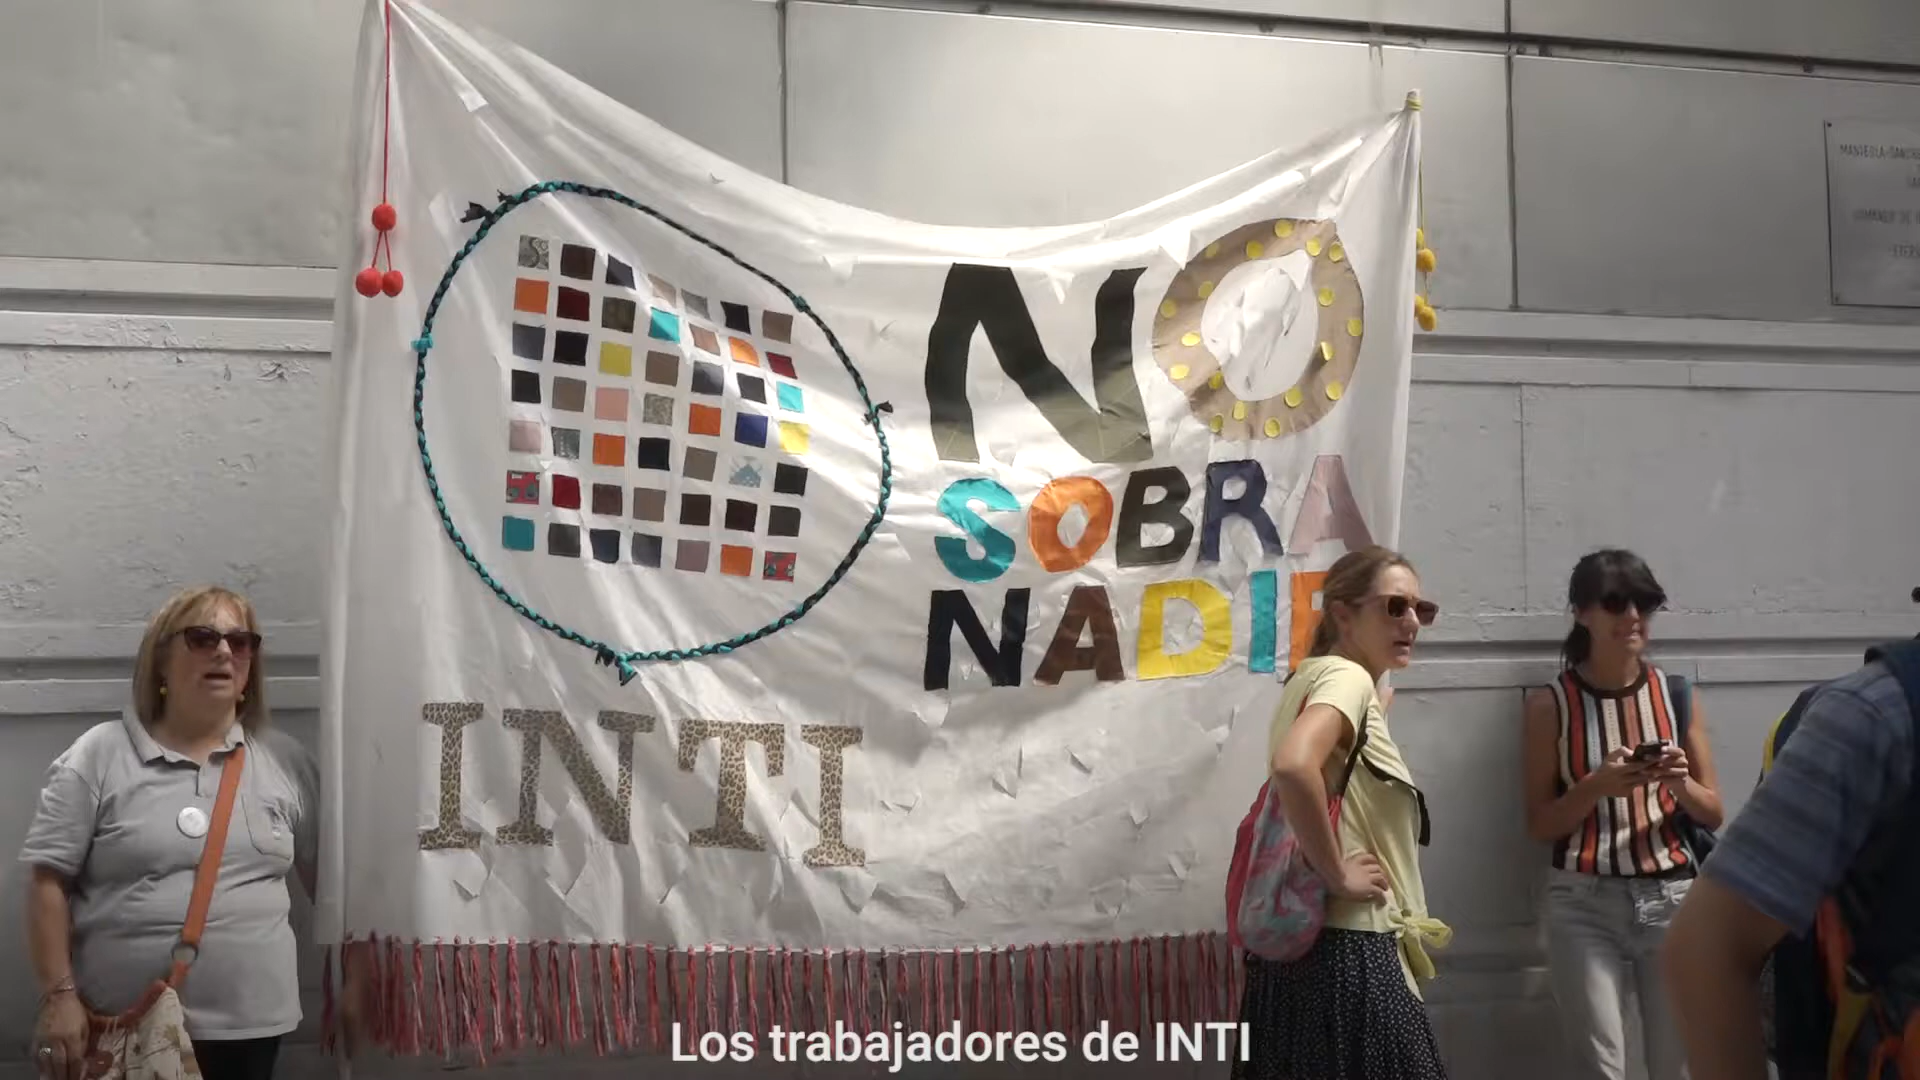 NO
SOBRA
NADIE
INTI
Los trabajadores de INTI